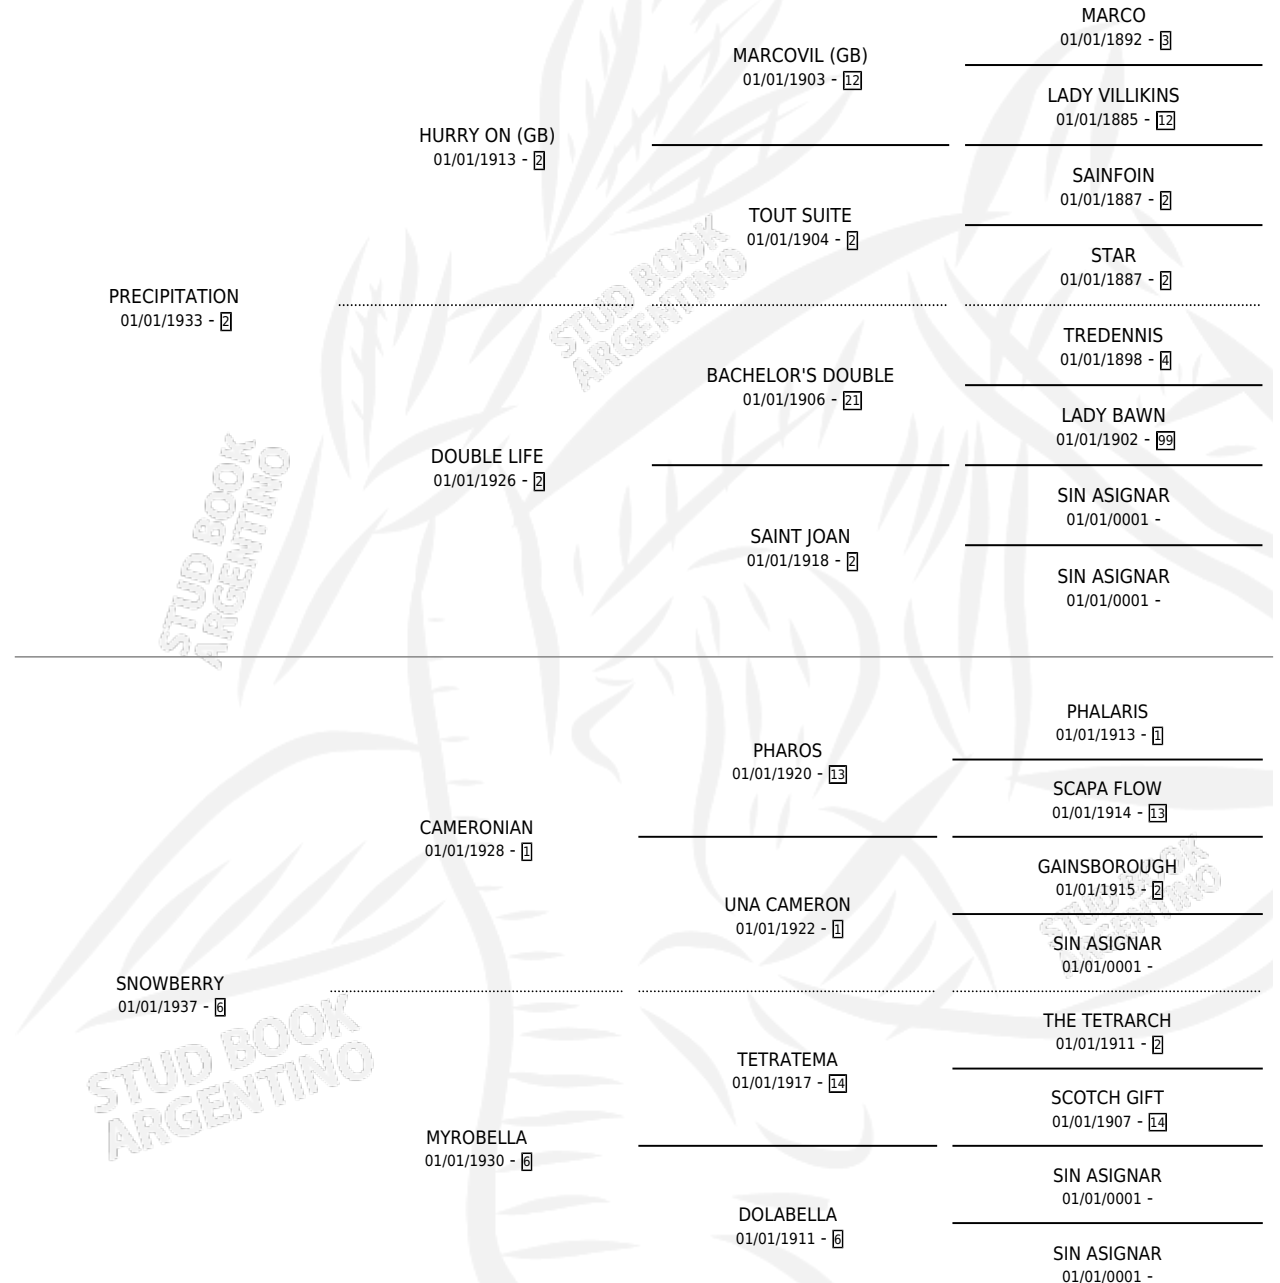 MARCO
01/01/1892 - 3
MARCOVIL (GB)
01/01/1903 - 12
LADY VILLIKINS
01/01/1885 - 12
HURRY ON (GB)
01/01/1913 - 2
SAINFOIN
01/01/1887 - 2
TOUT SUITE
01/01/1904 - 2
STAR
01/01/1887 - 2
PRECIPITATION
01/01/1933 - 2
TREDENNIS
01/01/1898 - 4
BACHELOR'S DOUBLE
01/01/1906 - 21
LADY BAWN
01/01/1902 - 99
DOUBLE LIFE
01/01/1926 - 2
SIN ASIGNAR
01/01/0001 -
SAINT JOAN
01/01/1918 - 2
SIN ASIGNAR
01/01/0001 -
PHALARIS
01/01/1913 - 1
PHAROS
01/01/1920 - 13
SCAPA FLOW
01/01/1914 - 13
CAMERONIAN
01/01/1928 - 1
GAINSBOROUGH
01/01/1915 - 2
UNA CAMERON
01/01/1922 - 1
SIN ASIGNAR
01/01/0001 -
SNOWBERRY
01/01/1937 - 6
THE TETRARCH
01/01/1911 - 2
TETRATEMA
01/01/1917 - 14
SCOTCH GIFT
01/01/1907 - 14
MYROBELLA
01/01/1930 - 6
SIN ASIGNAR
01/01/0001 -
DOLABELLA
01/01/1911 - 6
SIN ASIGNAR
01/01/0001 -
STUD BOOK
ARGENTINO
STUD BOOK
ARGENTINO
STUD BOOK
ARGENTINO
STUD BOOK
ARGENTINO